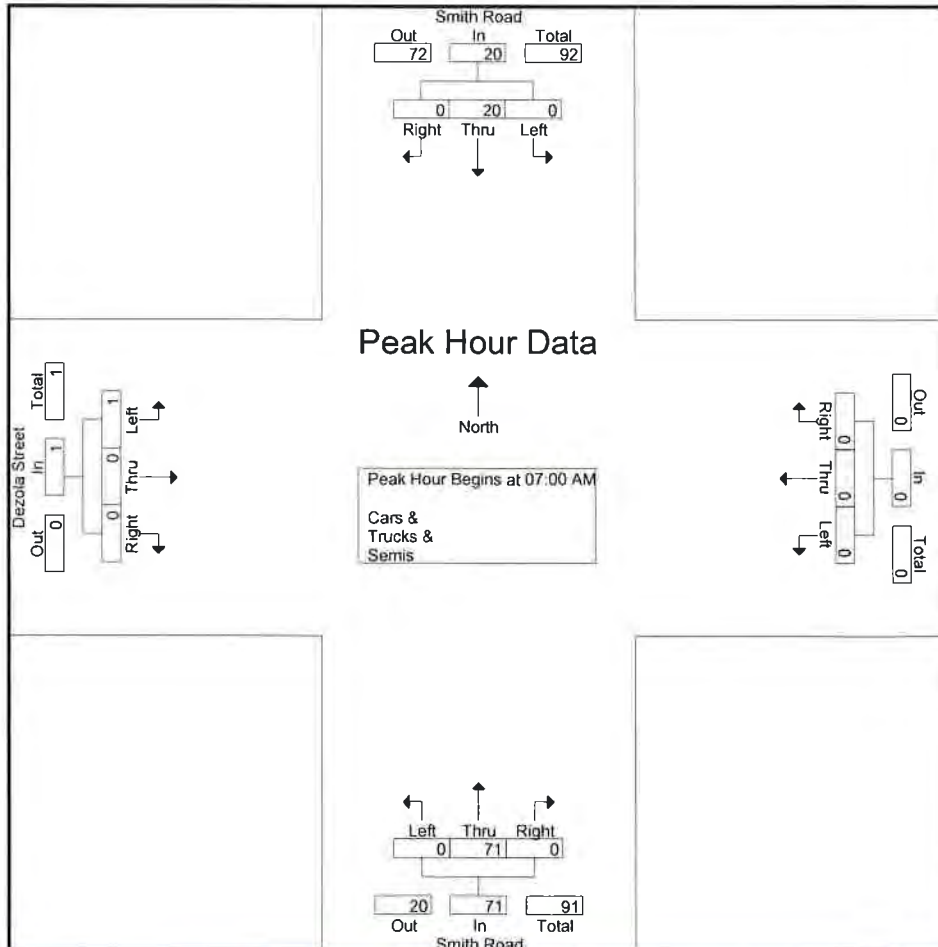 Smith Road
Out In Total
72 20 92
0 20 0
Right Thru Left
Peak Hour Data
North
Peak Hour Begins at 07:00 AM
Cars &
Trucks &
Semis
Dezola Street
Total In Out
1 1 0
1 0 0
Left Thru Right
Right Thru Left
0 0 0
Out In Total
0 0 0
Left Thru Right
0 71 0
20 71 91
Out In Total
Smith Road